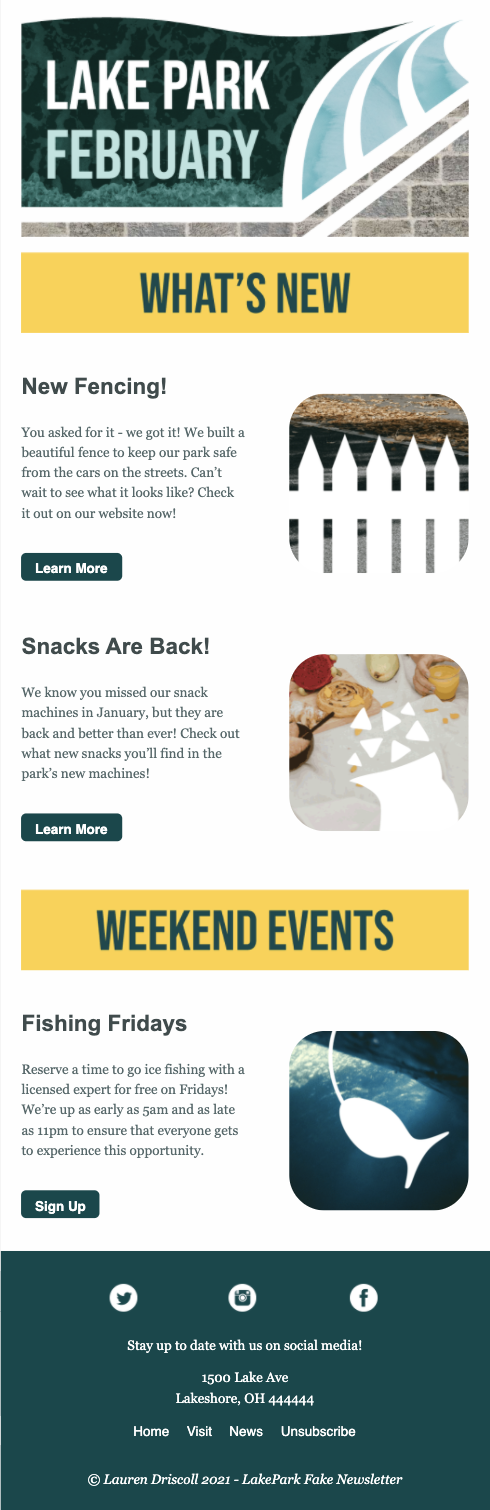 LAKE PARK
FEBRUARY
WHAT'S NEW
New Fencing!
You asked for it - we got it! We built a
beautiful fence to keep our park safe
from the cars on the streets. Can't
wait to see what it looks like? Check
it out on our website now!
Learn More
Snacks Are Back!
We know you missed our snack
machines in January, but they are
back and better than ever! Check out
what new snacks you'll find in the
park's new machines!
Learn More
WEEKEND EVENTS
Fishing Fridays
Reserve a time to go ice fishing with a
licensed expert for free on Fridays!
We're up as early as 5am and as late
as 11pm to ensure that everyone gets
to experience this opportunity.
Sign Up
Stay up to date with us on social media!
1500 Lake Ave
Lakeshore, OH 444444
Home Visit News Unsubscribe
© Lauren Driscoll 2021 - LakePark Fake Newsletter